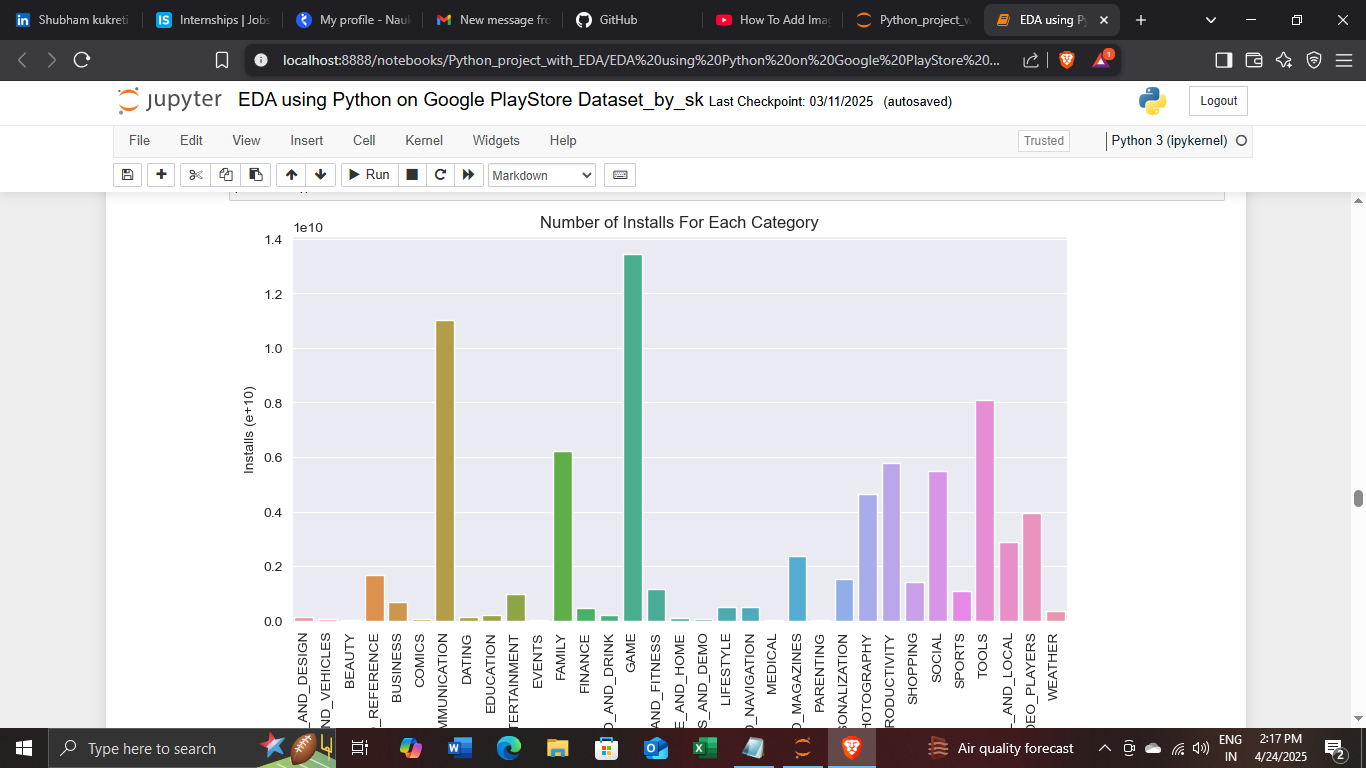 Shubham kukreti
Internships | Jobs
My profile - Nauk
New message fro
GitHub
How To Add Imag
Python_project_w
EDA using Py
localhost:8888/notebooks/Python_project_with_EDA/EDA%20using%20Python%20on%20Google%20PlayStore%20...
1
jupyter EDA using Python on Google PlayStore Dataset_by_sk Last Checkpoint: 03/11/2025 (autosaved)
Logout
File Edit View Insert Cell Kernel Widgets Help
Trusted
Python 3 (ipykernel)
Run
Markdown
Number of Installs For Each Category
1e10
1.4
1.2
1.0
0.8
0.6
0.4
0.2
0.0
Installs (e+10)
_AND_DESIGN
ND_VEHICLES
BEAUTY
_REFERENCE
BUSINESS
COMICS
MMUNICATION
DATING
EDUCATION
TERTAINMENT
EVENTS
FAMILY
FINANCE
D_AND_DRINK
GAME
AND_FITNESS
E_AND_HOME
S_AND_DEMO
LIFESTYLE
D_NAVIGATION
MEDICAL
D_MAGAZINES
PARENTING
SONALIZATION
HOTOGRAPHY
RODUCTIVITY
SHOPPING
SOCIAL
SPORTS
TOOLS
_AND_LOCAL
DEO_PLAYERS
WEATHER
Type here to search
Air quality forecast
ENG
IN
2:17 PM
4/24/2025
2